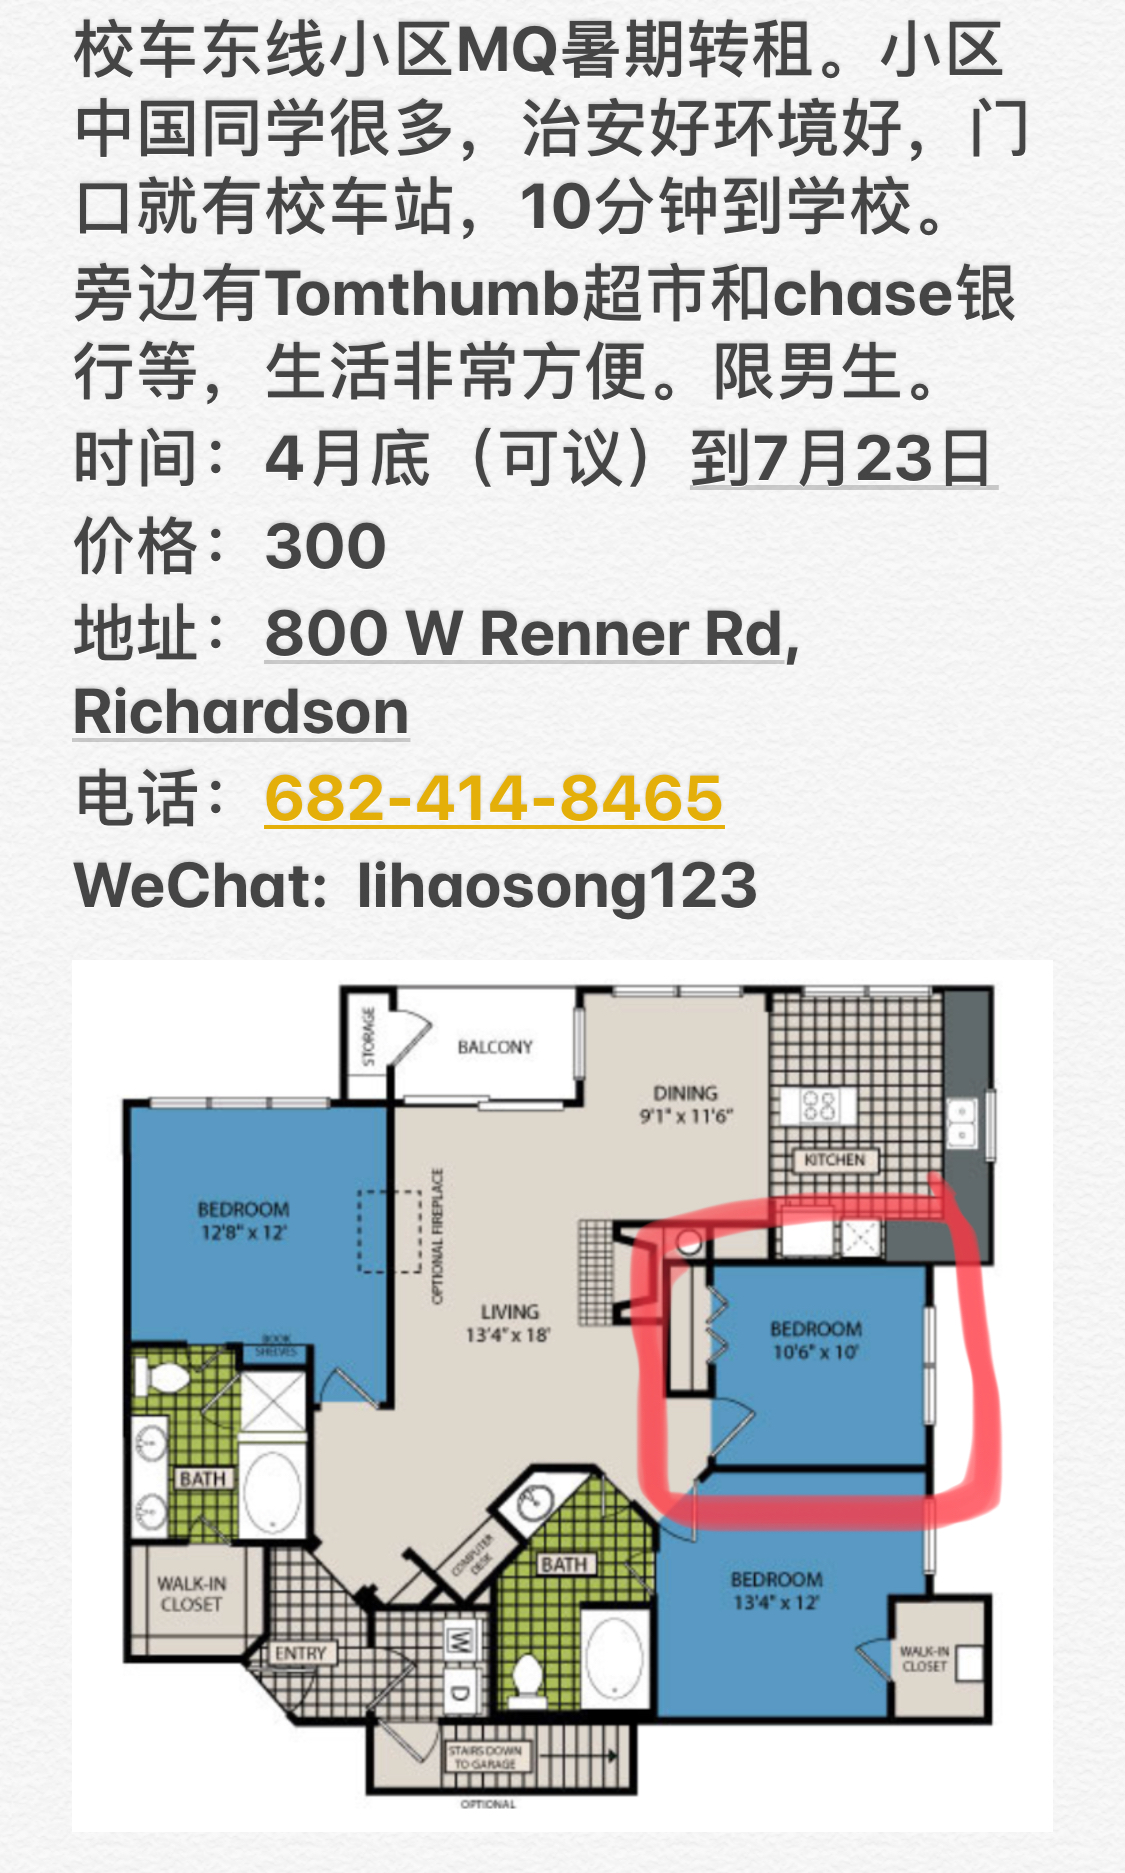 校车东线小区MQ暑期转租。小区
中国同学很多，治安好环境好，门
口就有校车站，10分钟到学校。
旁边有Tomthumb超市和chase银
行等，生活非常方便。限男生。
时间：4月底（可议）到7月23日
价格：300
地址：800 W Renner Rd,
Richardson
电话：682-414-8465
WeChat: lihaosong123
STORAGE
BALCONY
DINING
9'1" x 11'6"
KITCHEN
BEDROOM
12'8" x 12'
OPTIONAL FIREPLACE
LIVING
13'4" x 18'
BEDROOM
10'6" x 10'
BOOK
SHELVES
BATH
COMPUTER
DESK
BATH
BEDROOM
13'4" x 12'
WALK-IN
CLOSET
ENTRY
W
D
WALK-IN
CLOSET
STAIRS DOWN
TO GARAGE
OPTIONAL